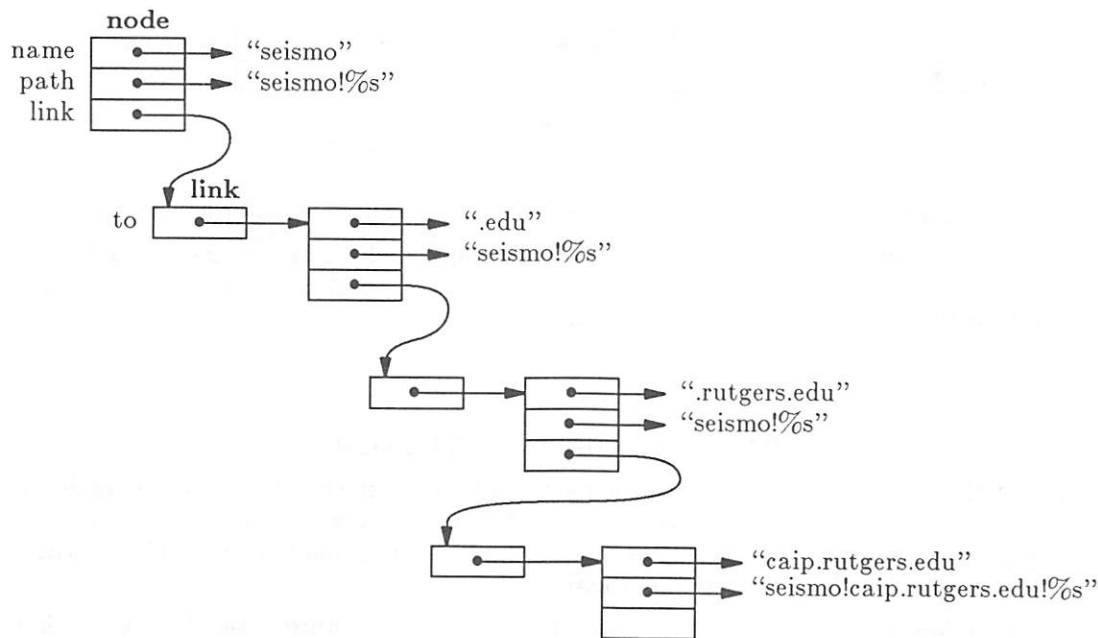 node
name “seismo”
path “seismo!%s”
link
link
to “.edu”
“seismo!%s”
“.rutgers.edu”
“seismo!%s”
“caip.rutgers.edu”
“seismo!caip.rutgers.edu!%s”